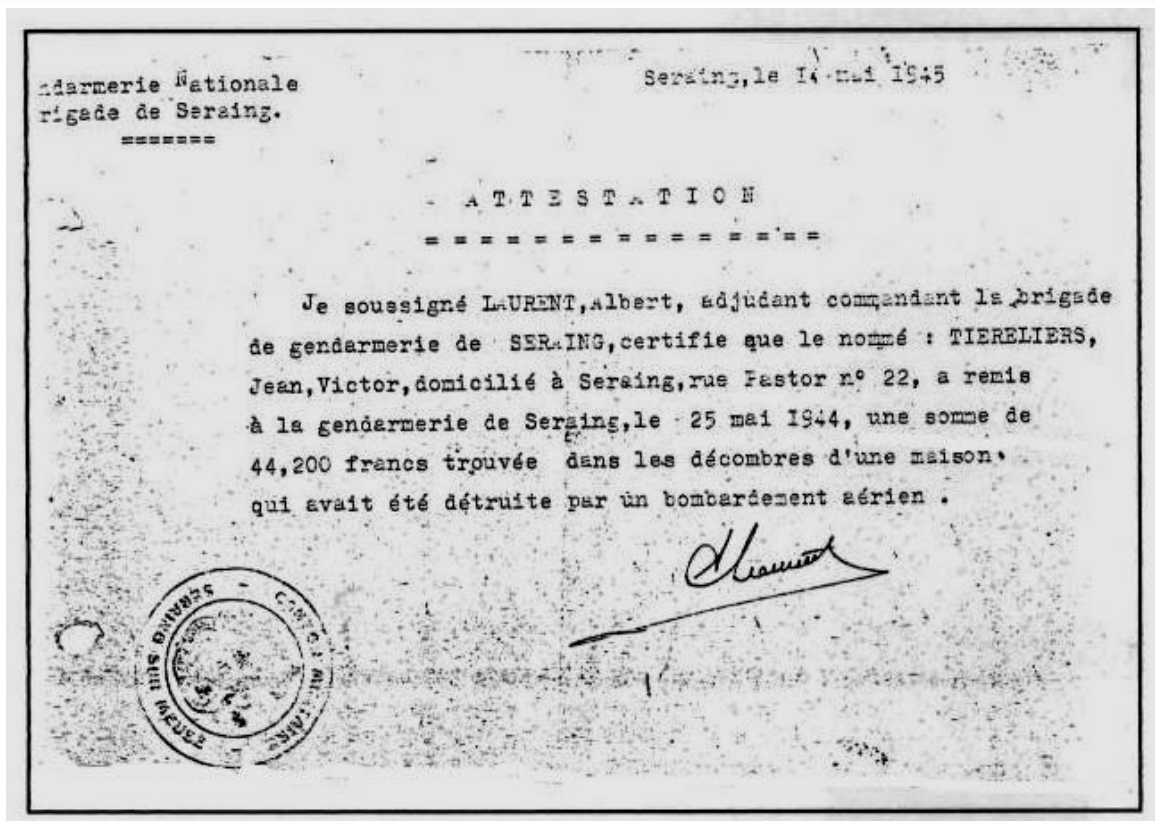 ndarmerie Nationale
rigade de Seraing.
=======
Seraing, le 14 mai 1945
ATTESTATION
= = = = = = = = = = = = = = =
Je soussigné LAURENT,Albert, adjudant commandant la brigade
de gendarmerie de SERAING,certifie que le nommé : TIERELIERS,
Jean,Victor,domicilié à Seraing,rue Pastor nº 22, a remis
à la gendarmerie de Seraing,le 25 mai 1944, une somme de
44,200 francs trouvée dans les décombres d'une maison
qui avait été détruite par un bombardement aérien .
SERAING SUR MEUSE